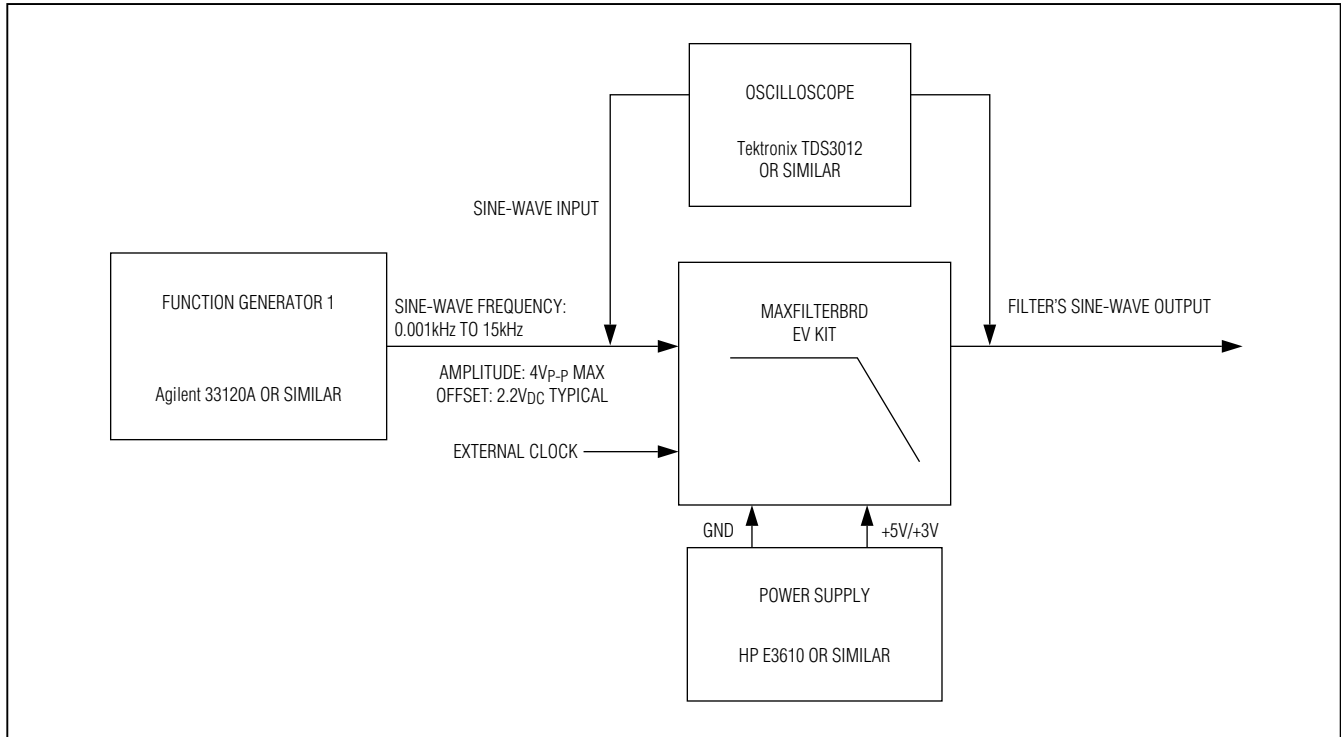 OSCILLOSCOPE
Tektronix TDS3012
OR SIMILAR
SINE-WAVE INPUT
FUNCTION GENERATOR 1
Agilent 33120A OR SIMILAR
SINE-WAVE FREQUENCY:
0.001kHz TO 15kHz
AMPLITUDE: 4VP-P MAX
OFFSET: 2.2VDC TYPICAL
EXTERNAL CLOCK
MAXFILTERBRD
EV KIT
FILTER'S SINE-WAVE OUTPUT
GND
+5V/+3V
POWER SUPPLY
HP E3610 OR SIMILAR